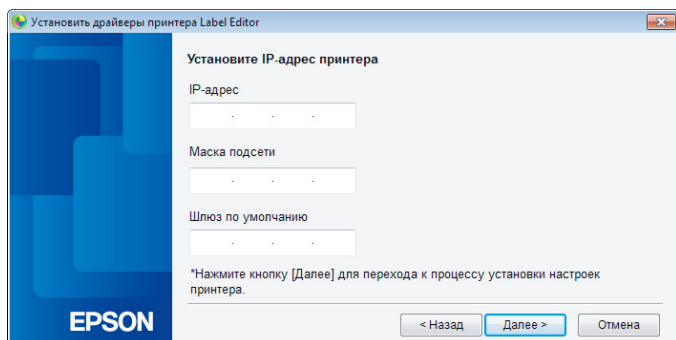 Установить драйверы принтера Label Editor
Установите IP-адрес принтера
IP-адрес
. . .
Маска подсети
. . .
Шлюз по умолчанию
. . .
*Нажмите кнопку [Далее] для перехода к процессу установки настроек
принтера.
EPSON
< Назад Далее > Отмена